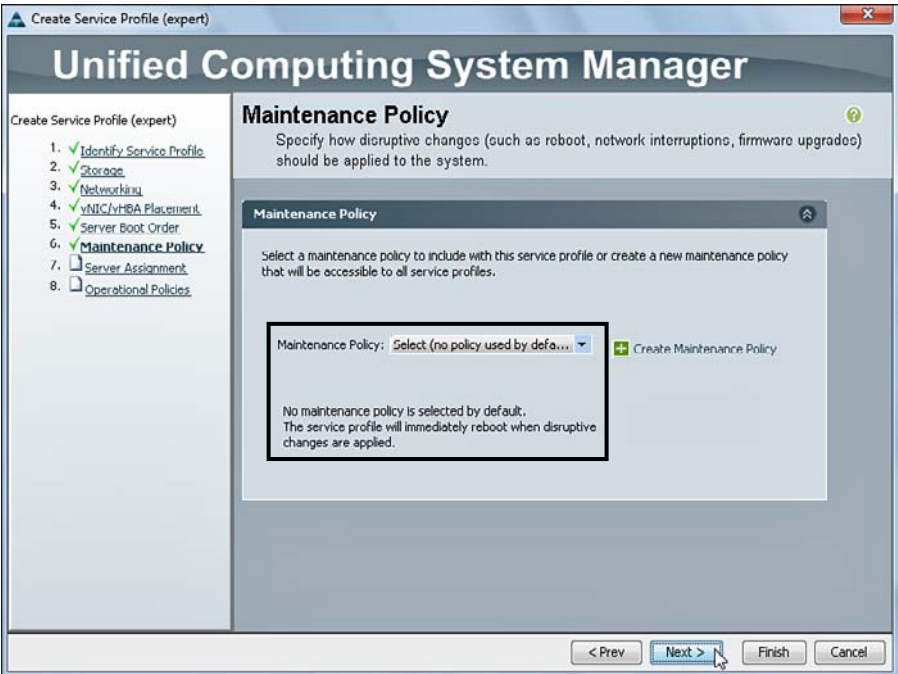 Create Service Profile (expert)
Unified Computing System Manager
Create Service Profile (expert)
1. √ Identify Service Profile
2. √ Storage
3. √ Networking
4. √ vNIC/vHBA Placement
5. √ Server Boot Order
6. √ Maintenance Policy
7. Server Assignment
8. Operational Policies
Maintenance Policy
Specify how disruptive changes (such as reboot, network interruptions, firmware upgrades)
should be applied to the system.
Maintenance Policy
Select a maintenance policy to include with this service profile or create a new maintenance policy
that will be accessible to all service profiles.
Maintenance Policy: Select (no policy used by defa...
Create Maintenance Policy
No maintenance policy is selected by default.
The service profile will immediately reboot when disruptive
changes are applied.
< Prev
Next >
Finish
Cancel